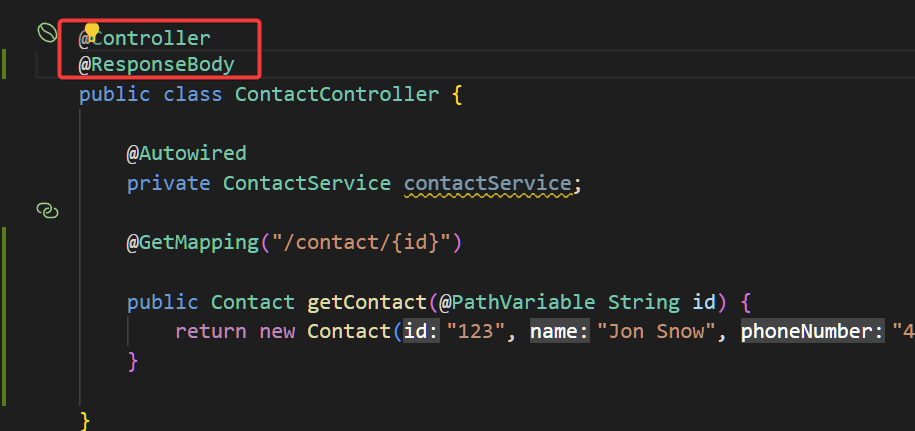 @Controller
@ResponseBody
public class ContactController {
@Autowired
private ContactService contactService;
@GetMapping("/contact/{id}")
public Contact getContact(@PathVariable String id) {
return new Contact(id: "123", name: "Jon Snow", phoneNumber: "4
}
}